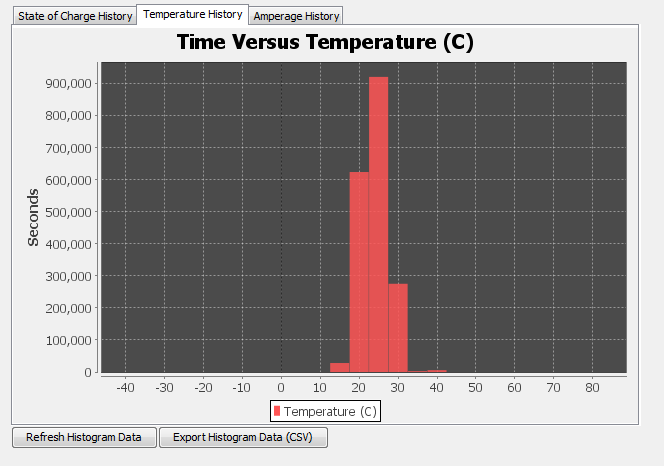 State of Charge History Temperature History Amperage History
Time Versus Temperature (C)
900,000
800,000
700,000
600,000
500,000
400,000
300,000
200,000
100,000
0
Seconds
-40 -30 -20 -10 0 10 20 30 40 50 60 70 80
Temperature (C)
Refresh Histogram Data Export Histogram Data (CSV)